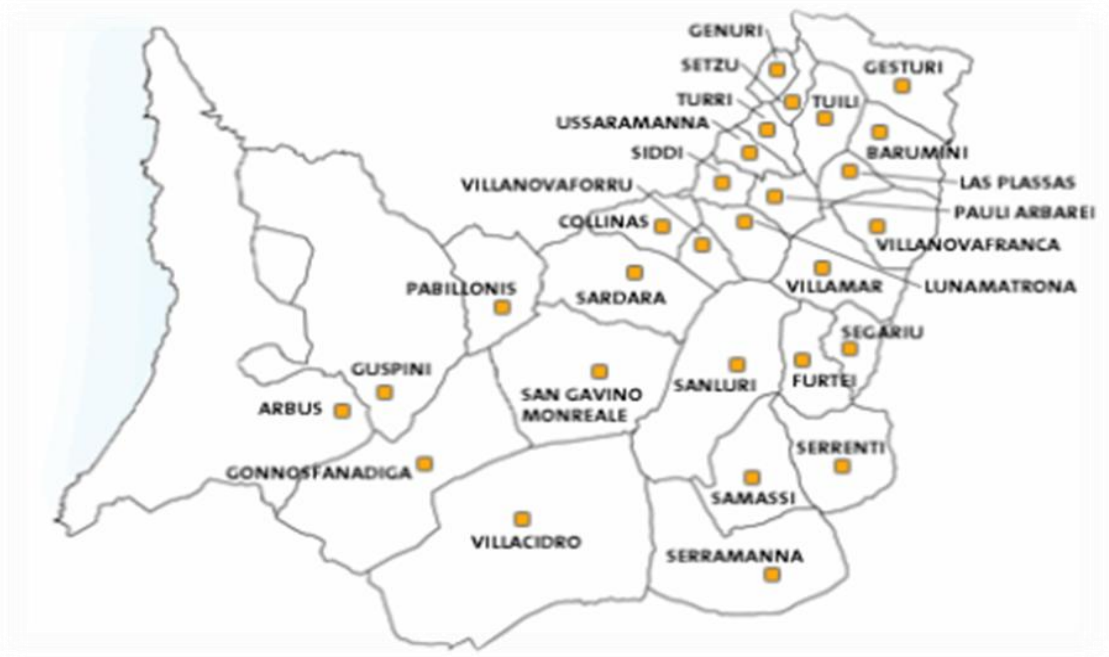 GENURI
SETZU
GESTURI
TURRI
TUILI
USSARAMANNA
SIDDI
BARUMINI
VILLANOVAFORRU
LAS PLASSAS
PAULI ARBAREI
COLLINAS
VILLANOVAFRANCA
PABILLONIS
SARDARA
VILLAMAR
LUNAMATRONA
SEGARIU
GUSPINI
SANLURI
FURTEI
ARBUS
SAN GAVINO
MONREALE
SERRENTI
GONNOSFANADIGA
SAMASSI
VILLACIDRO
SERRAMANNA